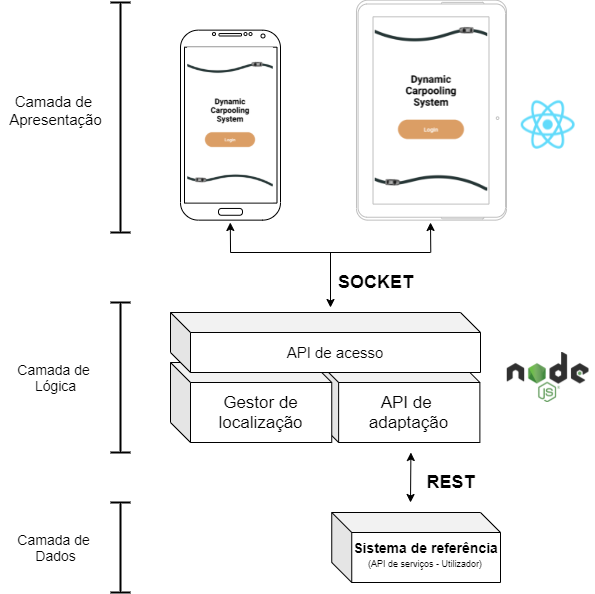 Camada de
Apresentação
Dynamic
Carpooling
System
Login
Dynamic
Carpooling
System
Login
SOCKET
Camada de
Lógica
API de acesso
Gestor de
localização
API de
adaptação
node
JS
REST
Camada de
Dados
Sistema de referência
(API de serviços - Utilizador)